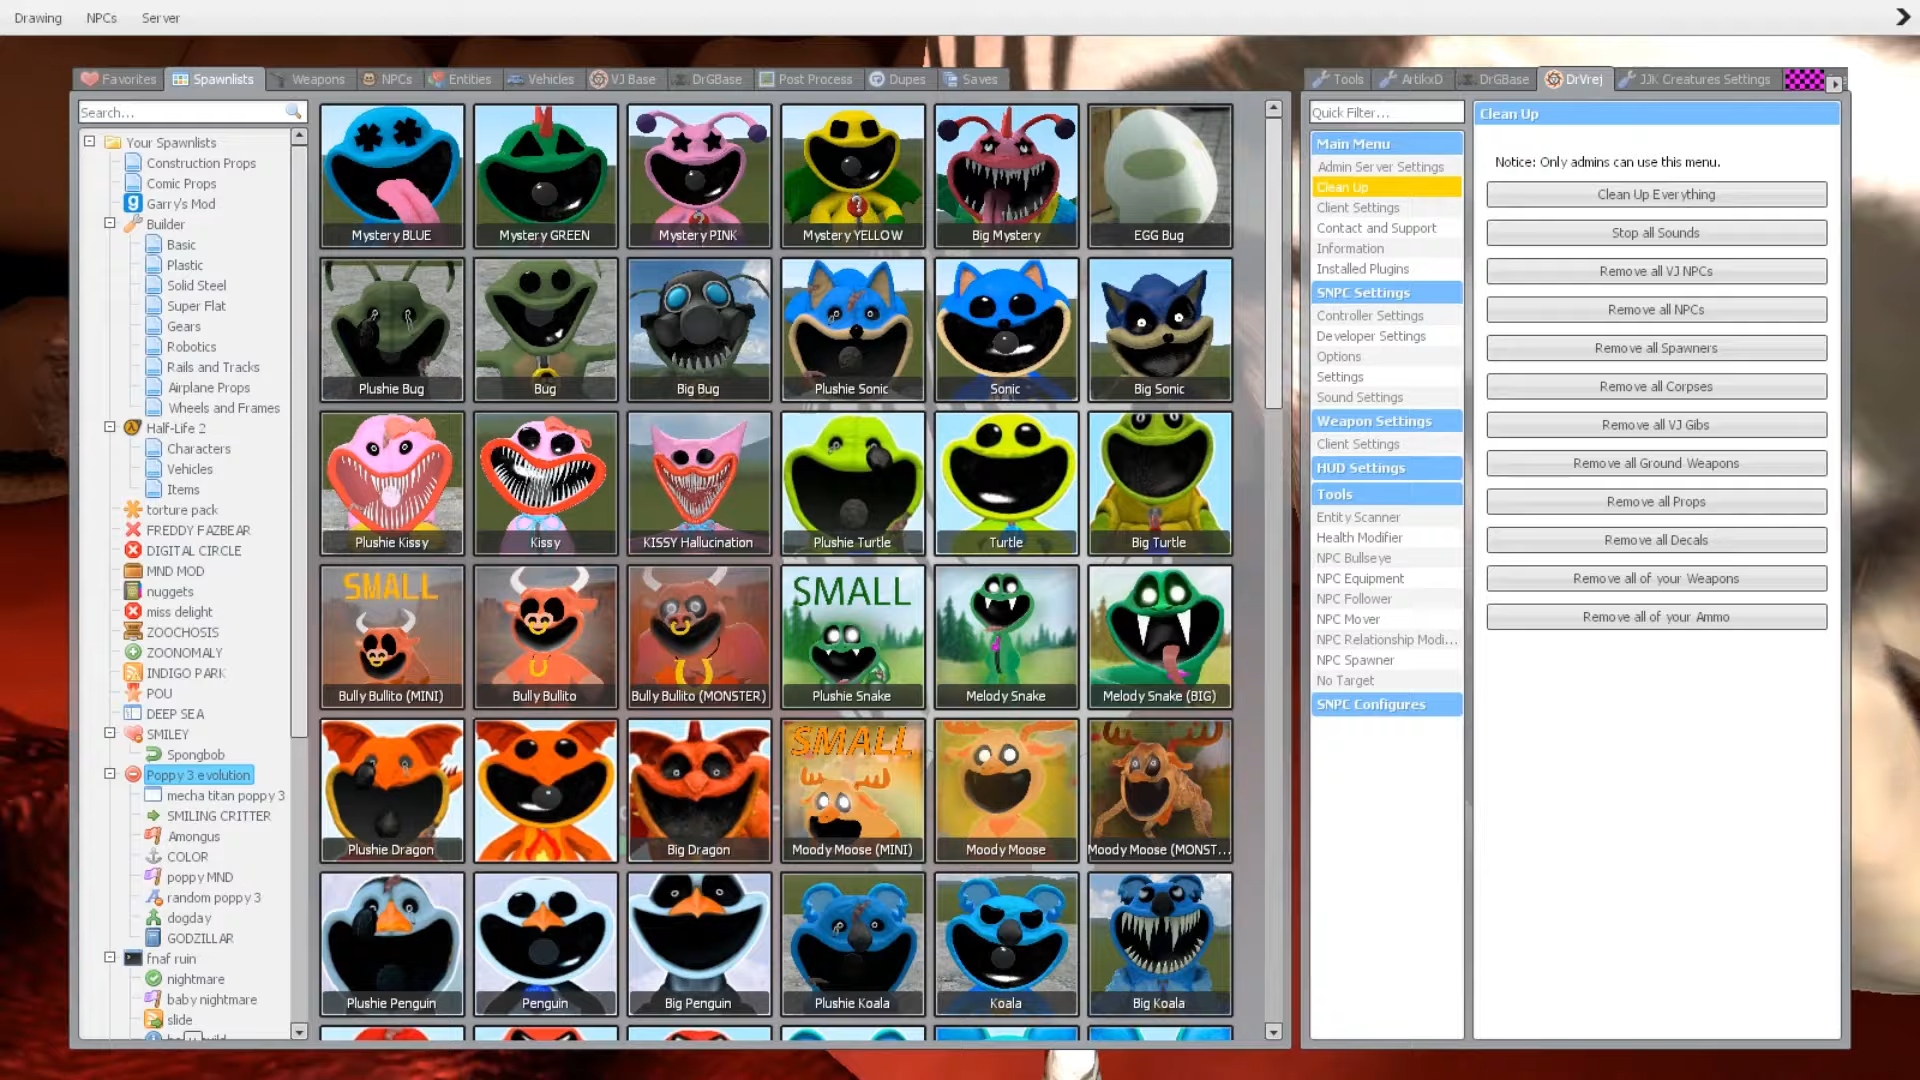 Drawing NPCs Server
Favorites Spawnlists Weapons NPCs Entities Vehicles VJ Base DrGBase Post Process Dupes Saves
Search...
Your Spawnlists
Construction Props
Comic Props
Garry's Mod
Builder
Basic
Plastic
Solid Steel
Super Flat
Gears
Robotics
Rails and Tracks
Airplane Props
Wheels and Frames
Half-Life 2
Characters
Vehicles
Items
torture pack
FREDDY FAZBEAR
DIGITAL CIRCLE
MND MOD
nuggets
miss delight
ZOOCHOSIS
ZOONOMALY
INDIGO PARK
POU
DEEP SEA
SMILEY
Spongbob
Poppy 3 evolution
mecha titan poppy 3
SMILING CRITTER
Amongus
COLOR
poppy MND
random poppy 3
dogday
GODZILLAR
fnaf ruin
nightmare
baby nightmare
slide
Mystery BLUE Mystery GREEN Mystery PINK Mystery YELLOW Big Mystery EGG Bug
Plushie Bug Bug Big Bug Plushie Sonic Sonic Big Sonic
Plushie Kissy Kissy KISSY Hallucination Plushie Turtle Turtle Big Turtle
SMALL SMALL
Bully Bullito (MINI) Bully Bullito Bully Bullito (MONSTER) Plushie Snake Melody Snake Melody Snake (BIG)
SMALL
Plushie Dragon Big Dragon Moody Moose (MINI) Moody Moose Moody Moose (MONST...
Plushie Penguin Penguin Big Penguin Plushie Koala Koala Big Koala
Tools ArtikxD DrGBase DrVrej JJK Creatures Settings
Quick Filter...
Main Menu
Admin Server Settings
Clean Up
Client Settings
Contact and Support
Information
Installed Plugins
SNPC Settings
Controller Settings
Developer Settings
Options
Settings
Sound Settings
Weapon Settings
Client Settings
HUD Settings
Tools
Entity Scanner
Health Modifier
NPC Bullseye
NPC Equipment
NPC Follower
NPC Mover
NPC Relationship Modi...
NPC Spawner
No Target
SNPC Configures
Clean Up
Notice: Only admins can use this menu.
Clean Up Everything
Stop all Sounds
Remove all VJ NPCs
Remove all NPCs
Remove all Spawners
Remove all Corpses
Remove all VJ Gibs
Remove all Ground Weapons
Remove all Props
Remove all Decals
Remove all of your Weapons
Remove all of your Ammo